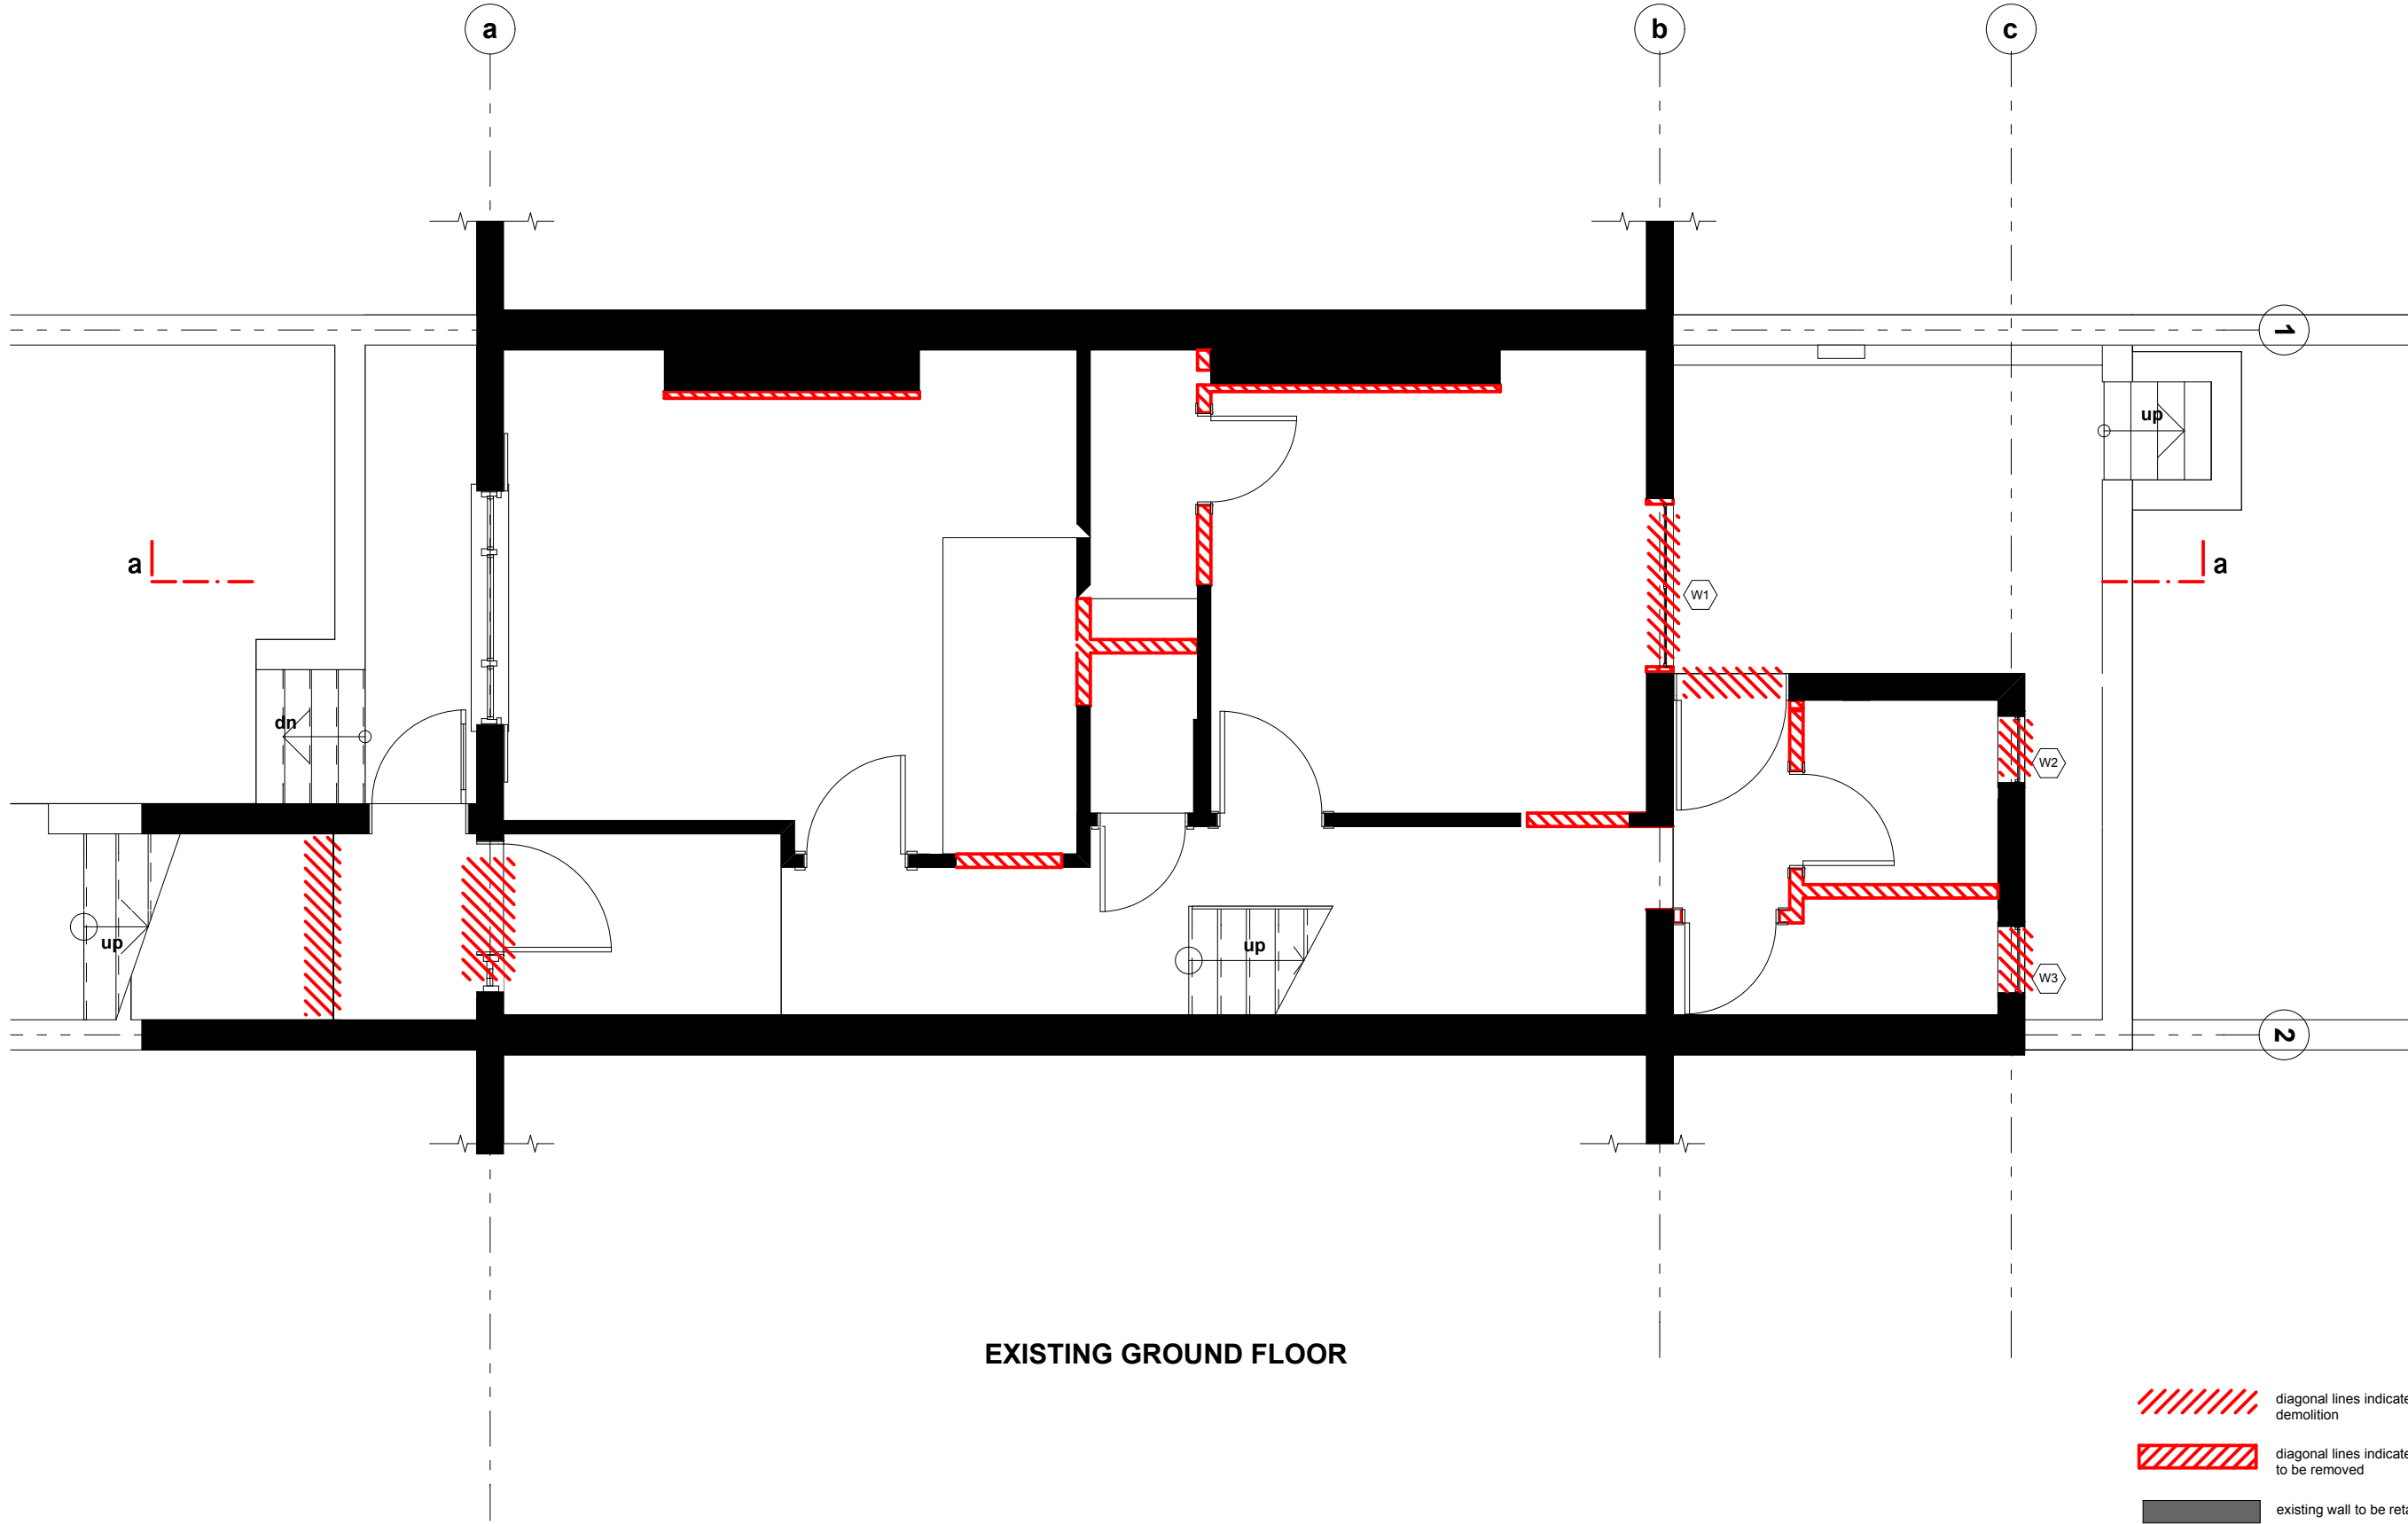 a
b
c
1
up
a
a
W1
dn
W2
up
up
W3
2
EXISTING GROUND FLOOR
diagonal lines indicate
demolition
diagonal lines indicate
to be removed
existing wall to be